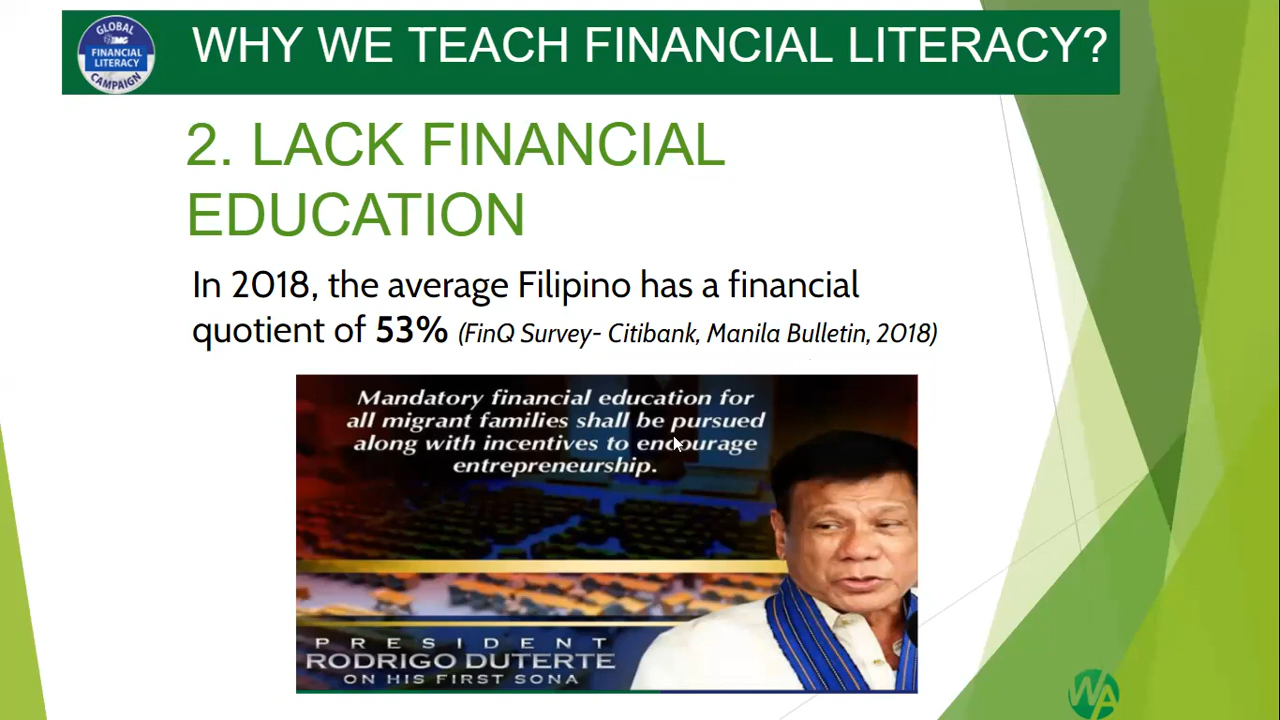 GLOBAL
IMG
FINANCIAL
LITERACY
CAMPAIGN
WHY WE TEACH FINANCIAL LITERACY?
2. LACK FINANCIAL
EDUCATION
In 2018, the average Filipino has a financial
quotient of 53% (FinQ Survey- Citibank, Manila Bulletin, 2018)
Mandatory financial education for
all migrant families shall be pursued
along with incentives to encourage
entrepreneurship.
PRESIDENT
RODRIGO DUTERTE
ON HIS FIRST SONA
WA